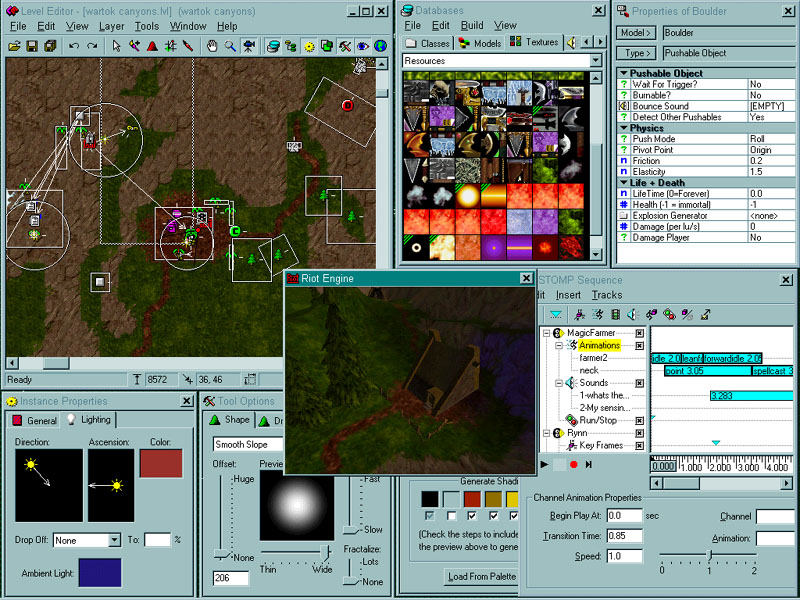 Level Editor - [wartok canyons.M] (wartok canyons)
File Edit View Layer Tools Window Help
Ready
8572
36, 46
Databases
File Edit Build View
Classes Models Textures
Resources
Properties of Boulder
Model > Boulder
Type > Pushable Object
Pushable Object
Wait For Trigger? No
Burnable? No
Bounce Sound [EMPTY]
Detect Other Pushables Yes
Physics
Push Mode Roll
Pivot Point Origin
Friction 0.2
Elasticity 1.5
Life + Death
LifeTime (0=Forever) 0.0
Health (-1 = immortal) -1
Explosion Generator <none>
Damage (per lu/s) 0
Damage Player No
Riot Engine
STOMP Sequence
dit Insert Tracks
MagicFarmer
Animations
farmer2
neck
Sounds
1-whats the...
2-My sensin...
Run/Stop
Rynn
Key Frames
idle 2.0 leanf forward idle 2.05
point 3.05 spellcast 3
3.283
0.000 1.000 2.000 3.000
Channel Animation Properties
Begin Play At: 0.0 sec
Transition Time: 0.85
Speed: 1.0
0 1 2
Channel
Animation:
Instance Properties
General Lighting
Direction: Ascension: Color:
Drop Off: None To: %
Ambient Light:
Tool Options
Shape
Smooth Slope
Offset: Huge None
206
Thin Wide
Fast
Slow
Fractalize:
Lots
None
Generate Shadi
(Check the steps to include
the preview above to gene
Load From Palette